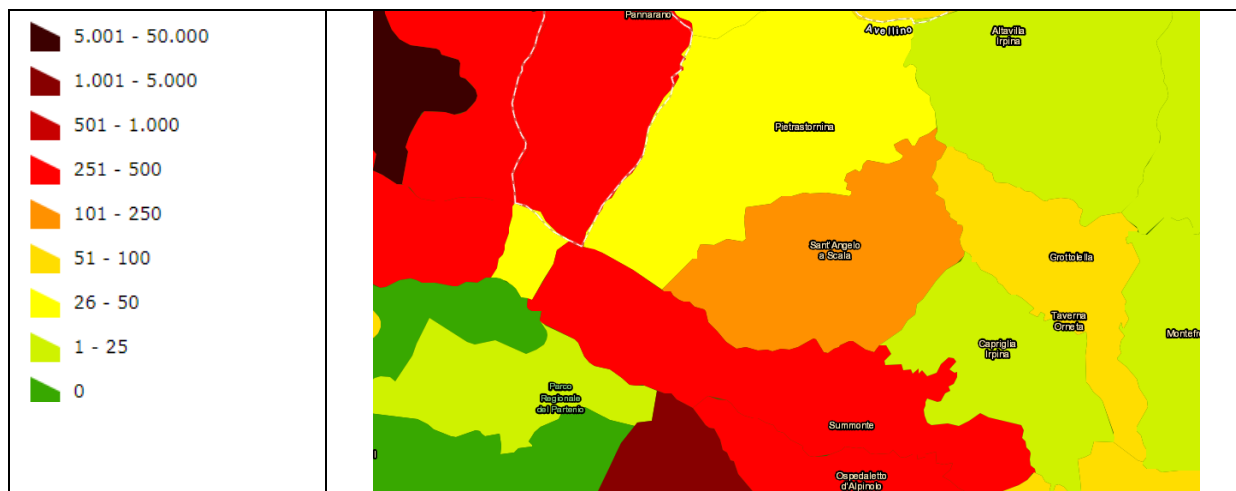 5.001 - 50.000
1.001 - 5.000
501 - 1.000
251 - 500
101 - 250
51 - 100
26 - 50
1 - 25
0
Pannarano
Avellino
Altavilla
Irpina
Pietrastornina
Sant'Angelo
a Scala
Grottolella
Taverna
Orneta
Montefr
Capriglia
Irpina
Parco
Regionale
del Partenio
Summonte
Ospedaletto
d'Alpinolo